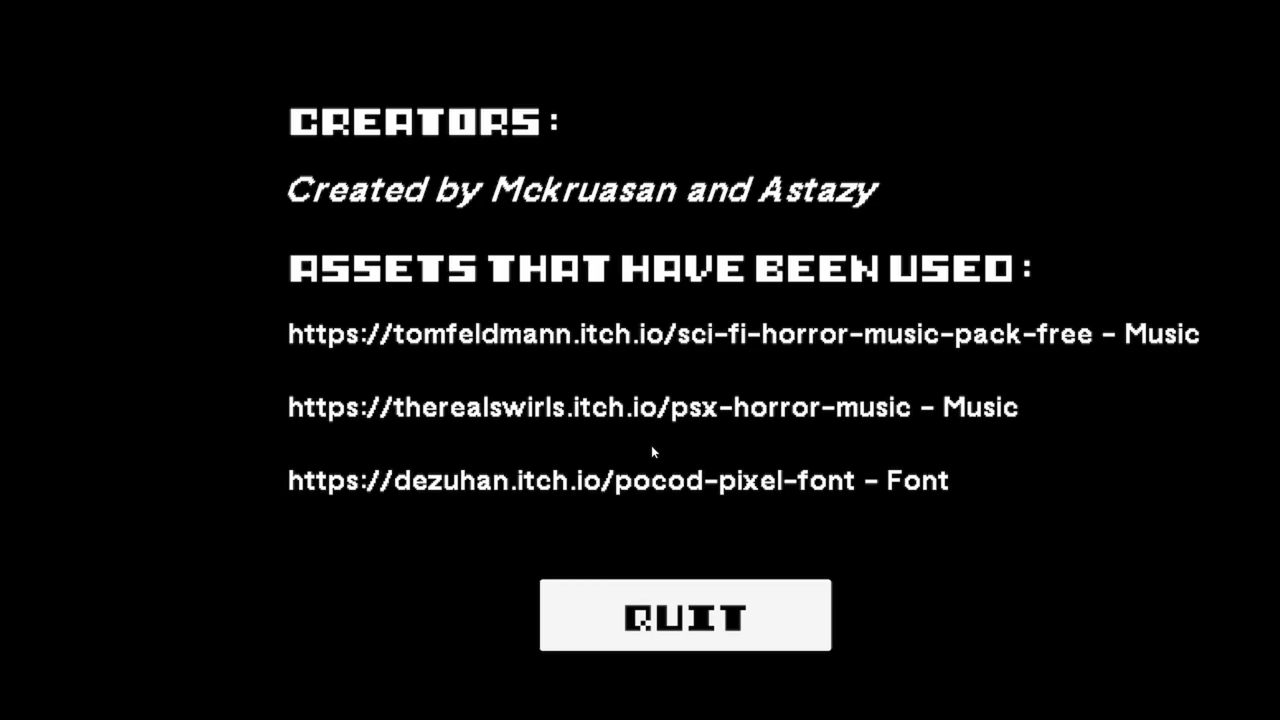 CREATORS:
Created by Mckruasan and Astazy
ASSETS THAT HAVE BEEN USED:
https://tomfeldmann.itch.io/sci-fi-horror-music-pack-free - Music
https://therealswirls.itch.io/psx-horror-music - Music
https://dezuhan.itch.io/pocod-pixel-font - Font
QUIT